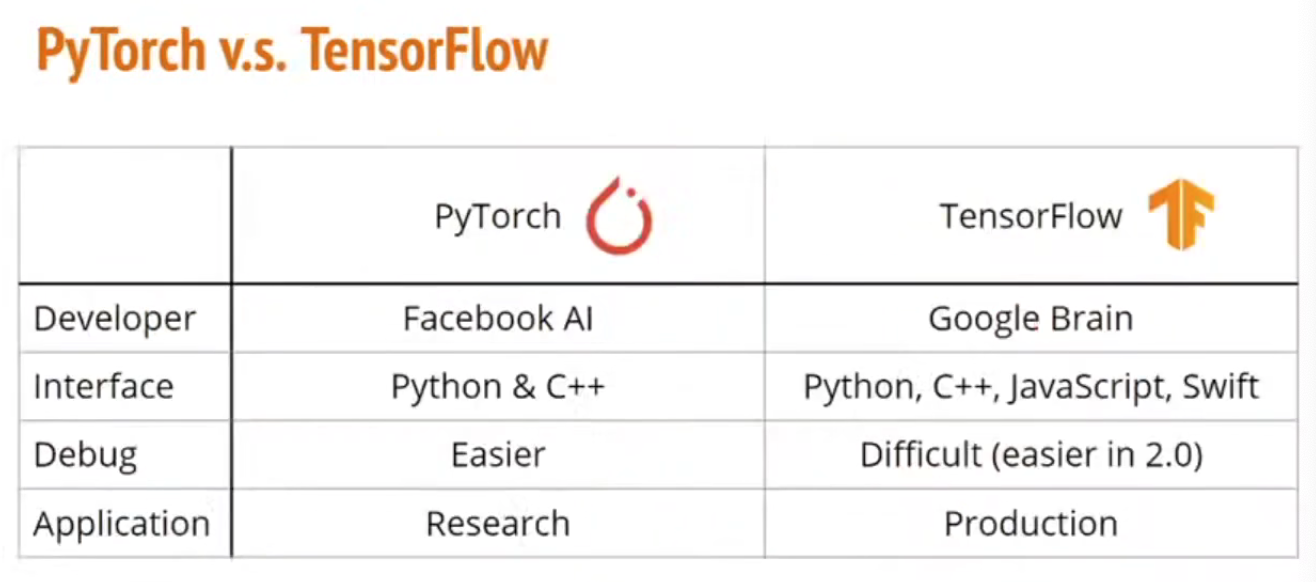 PyTorch v.s. TensorFlow
PyTorch TensorFlow
Developer Facebook AI Google Brain
Interface Python & C++ Python, C++, JavaScript, Swift
Debug Easier Difficult (easier in 2.0)
Application Research Production